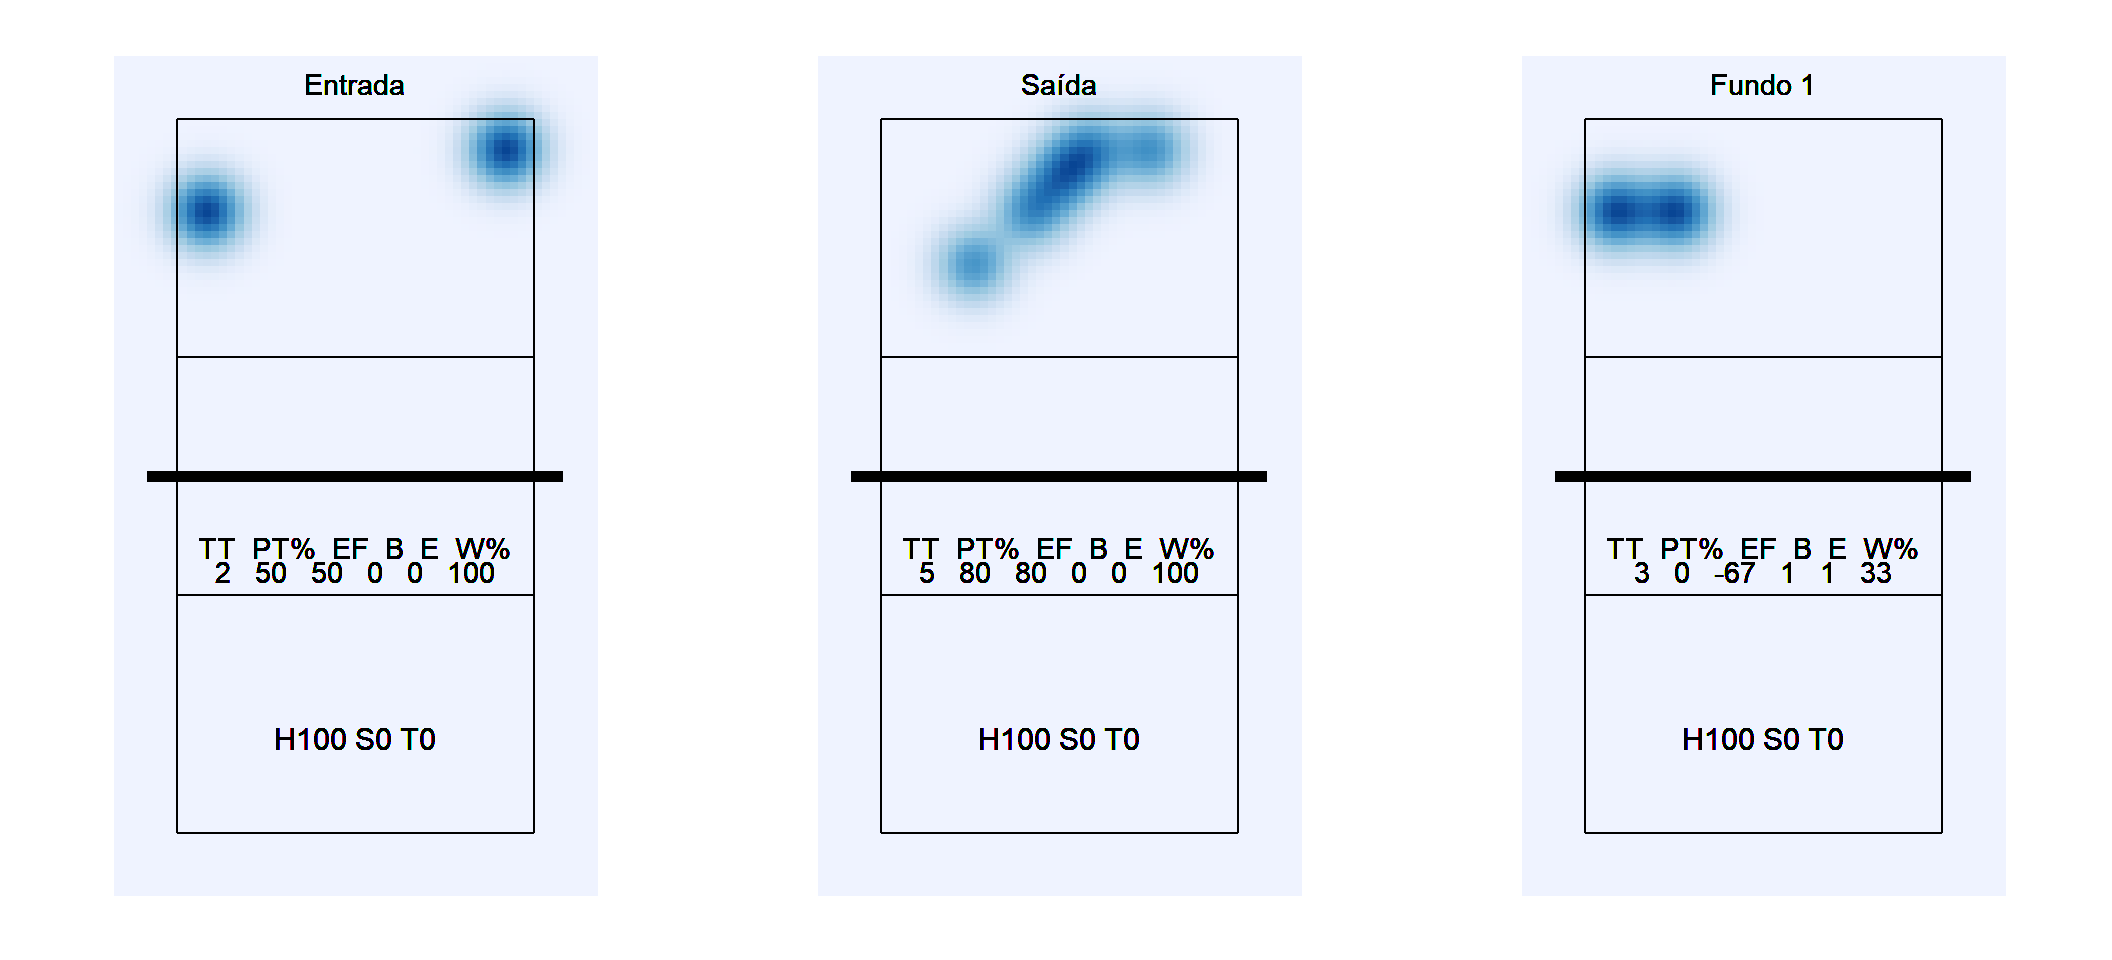 Entrada
TT PT% EF B E W%
2 50 50 0 0 100
H100 S0 T0
Saída
TT PT% EF B E W%
5 80 80 0 0 100
H100 S0 T0
Fundo 1
TT PT% EF B E W%
3 0 -67 1 1 33
H100 S0 T0